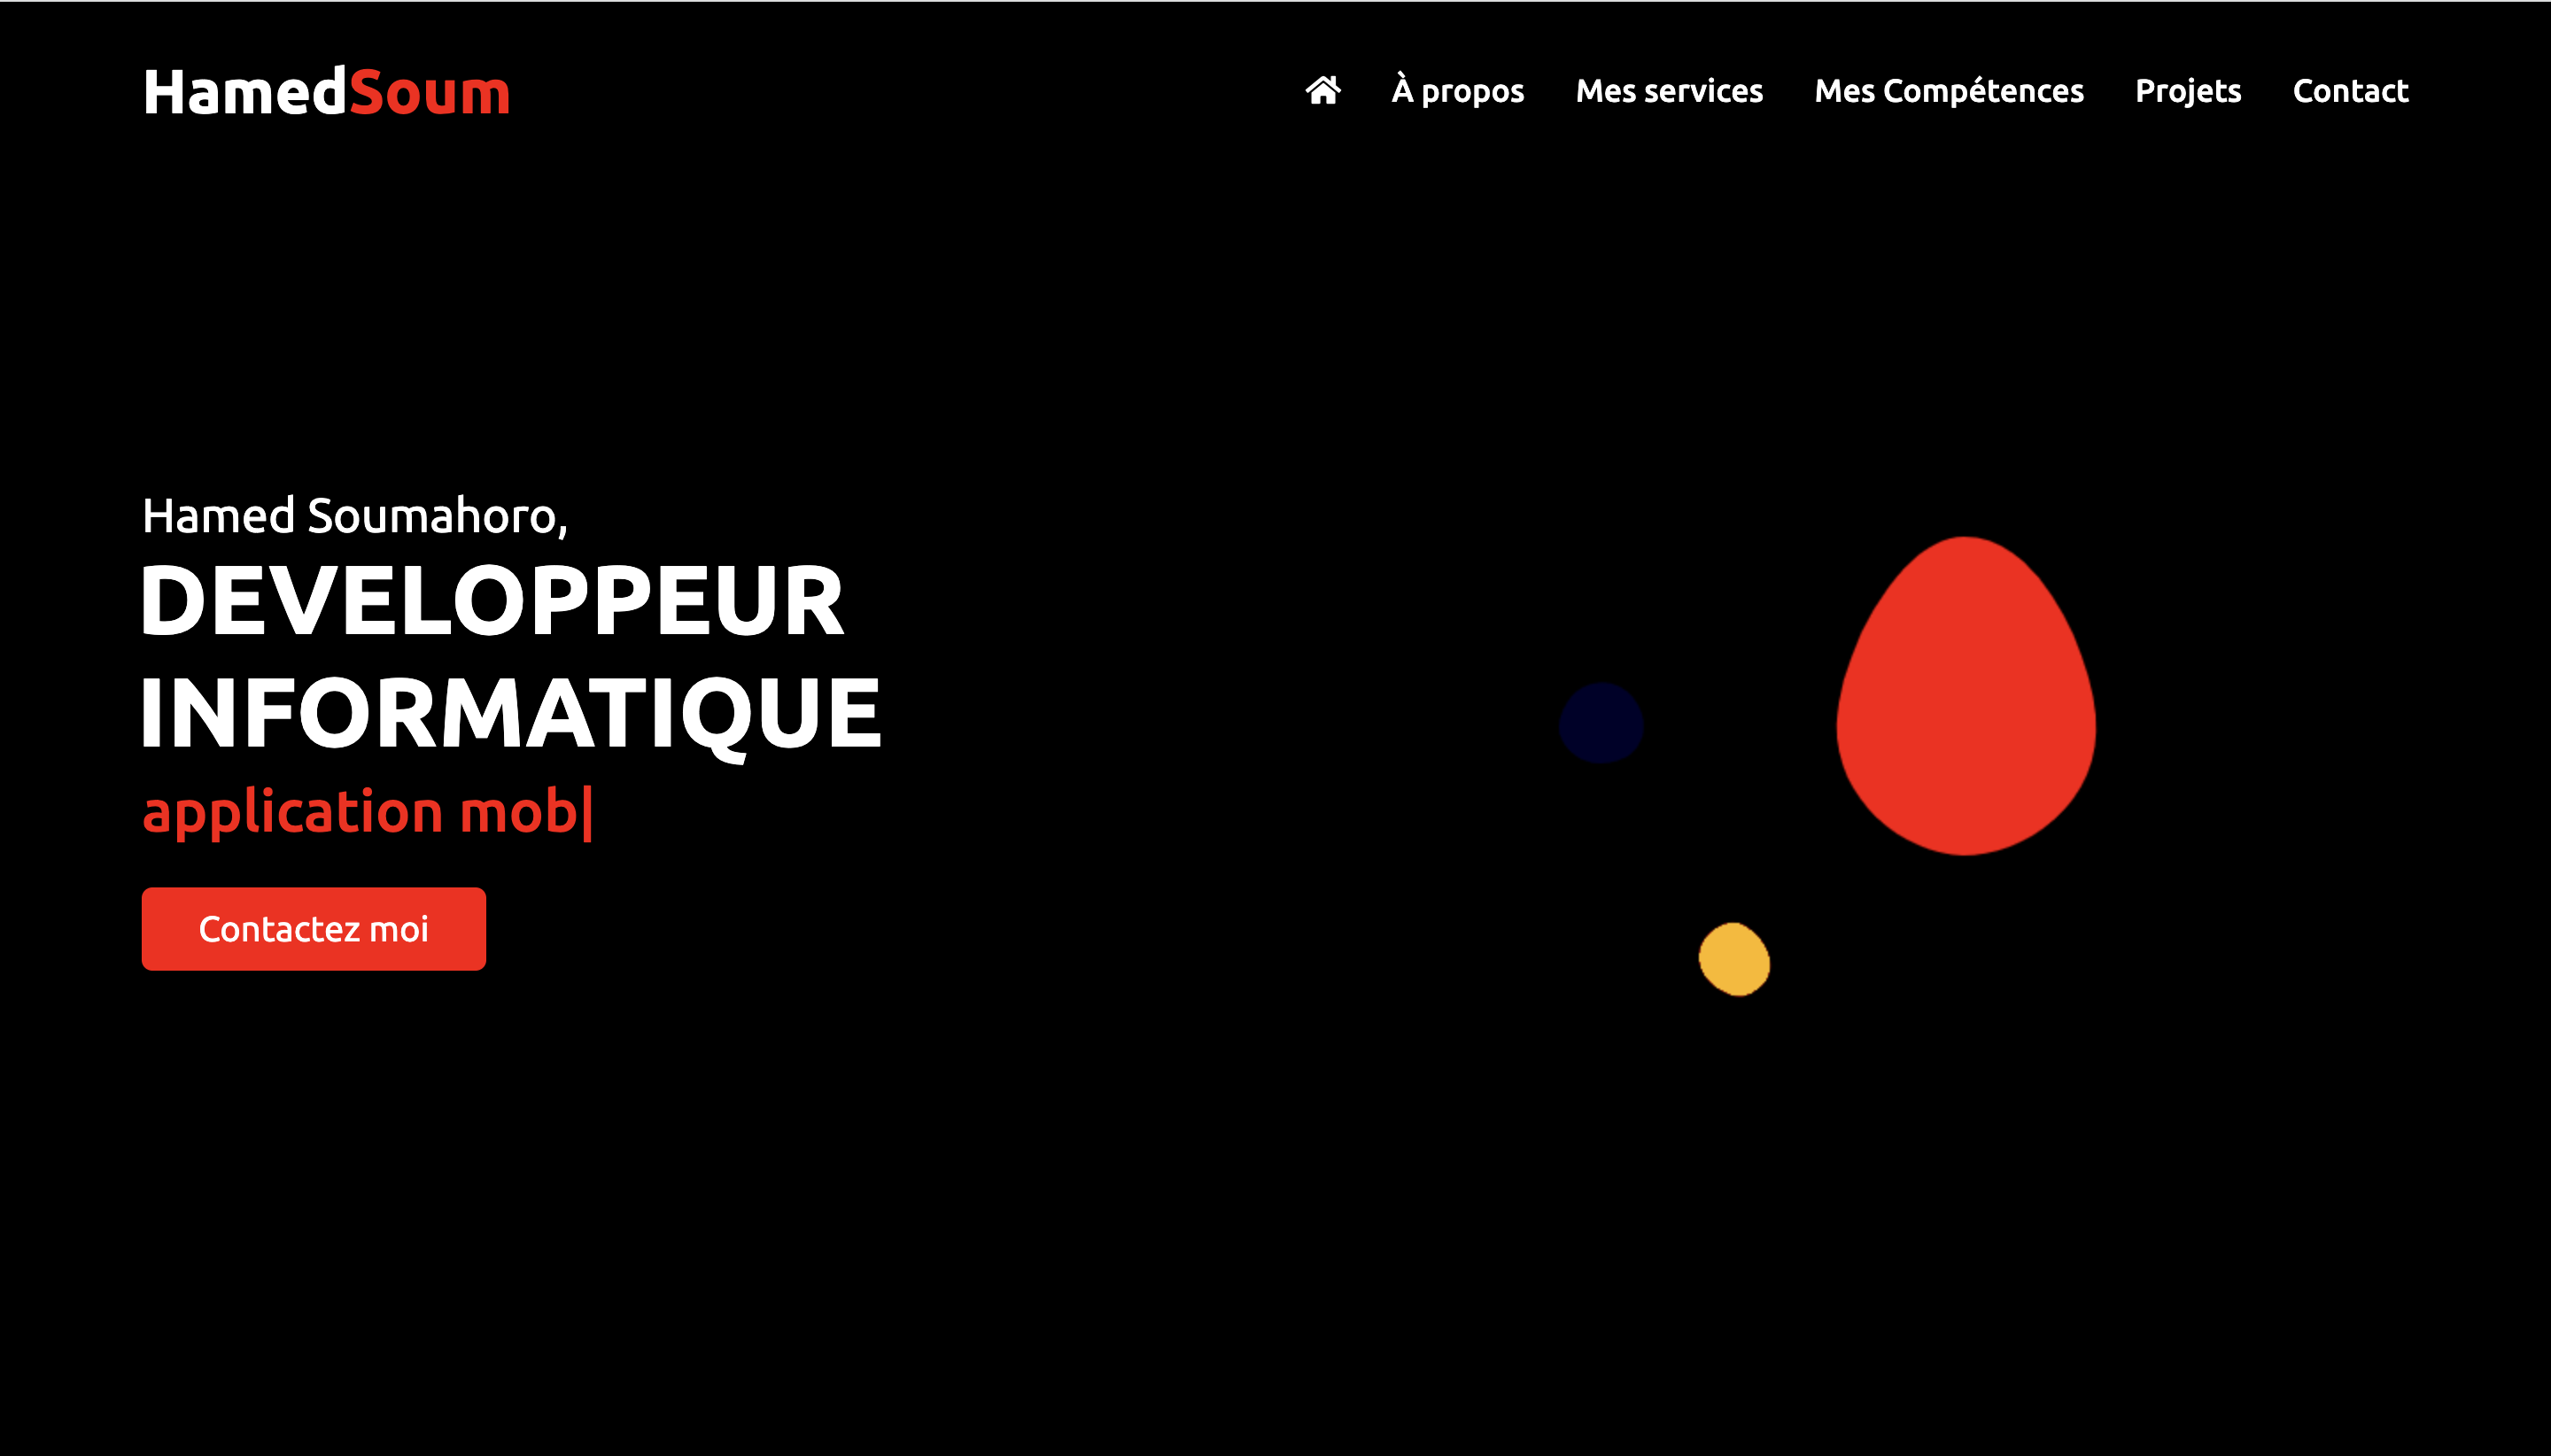 HamedSoum
À propos Mes services Mes Compétences Projets Contact
Hamed Soumahoro,
DEVELOPPEUR
INFORMATIQUE
application mob|
Contactez moi